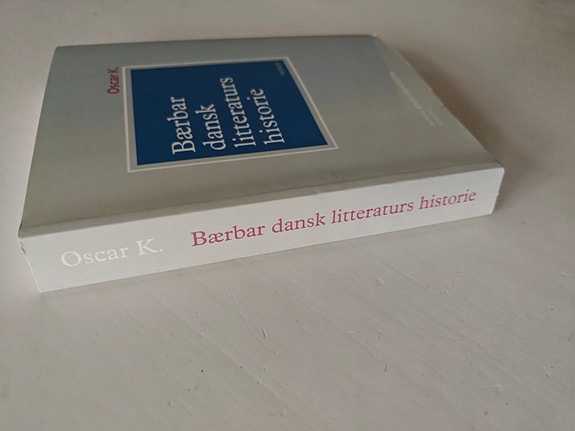 Oscar K.
Bærbar
dansk
litteraturs
historie
Oscar K. Bærbar dansk litteraturs historie